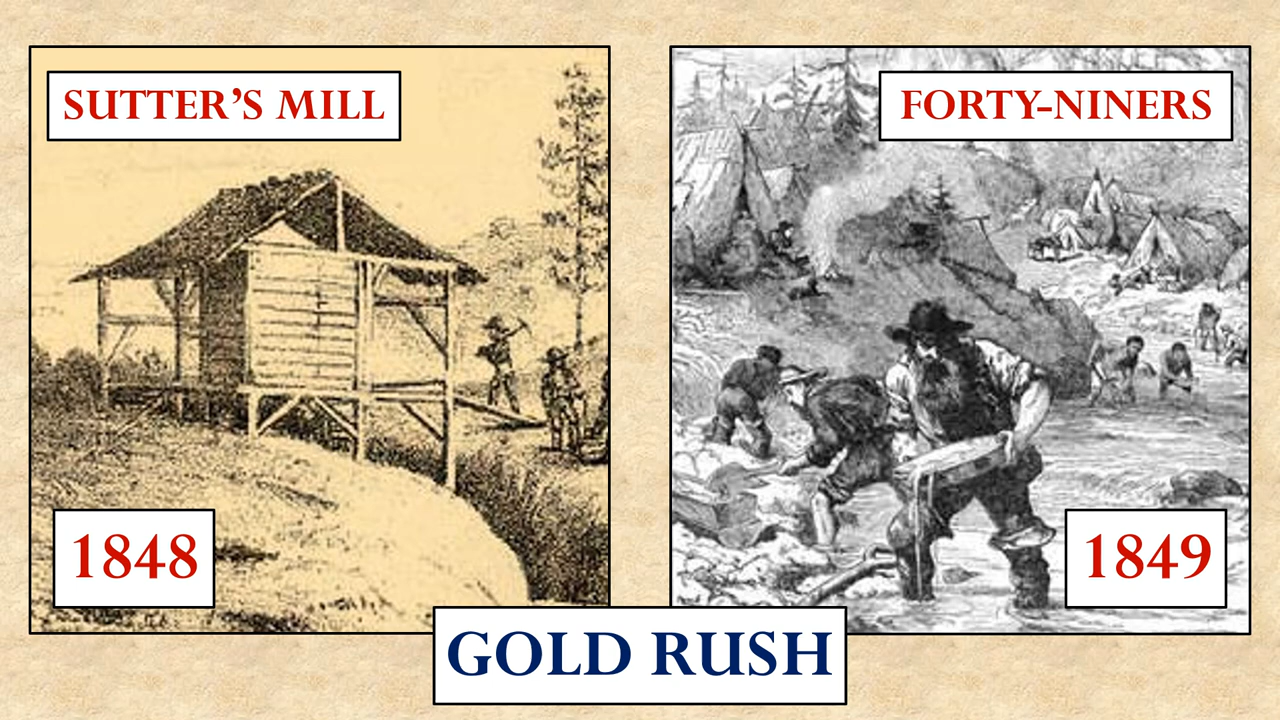 SUTTER’S MILL
FORTY-NINERS
1848
1849
GOLD RUSH